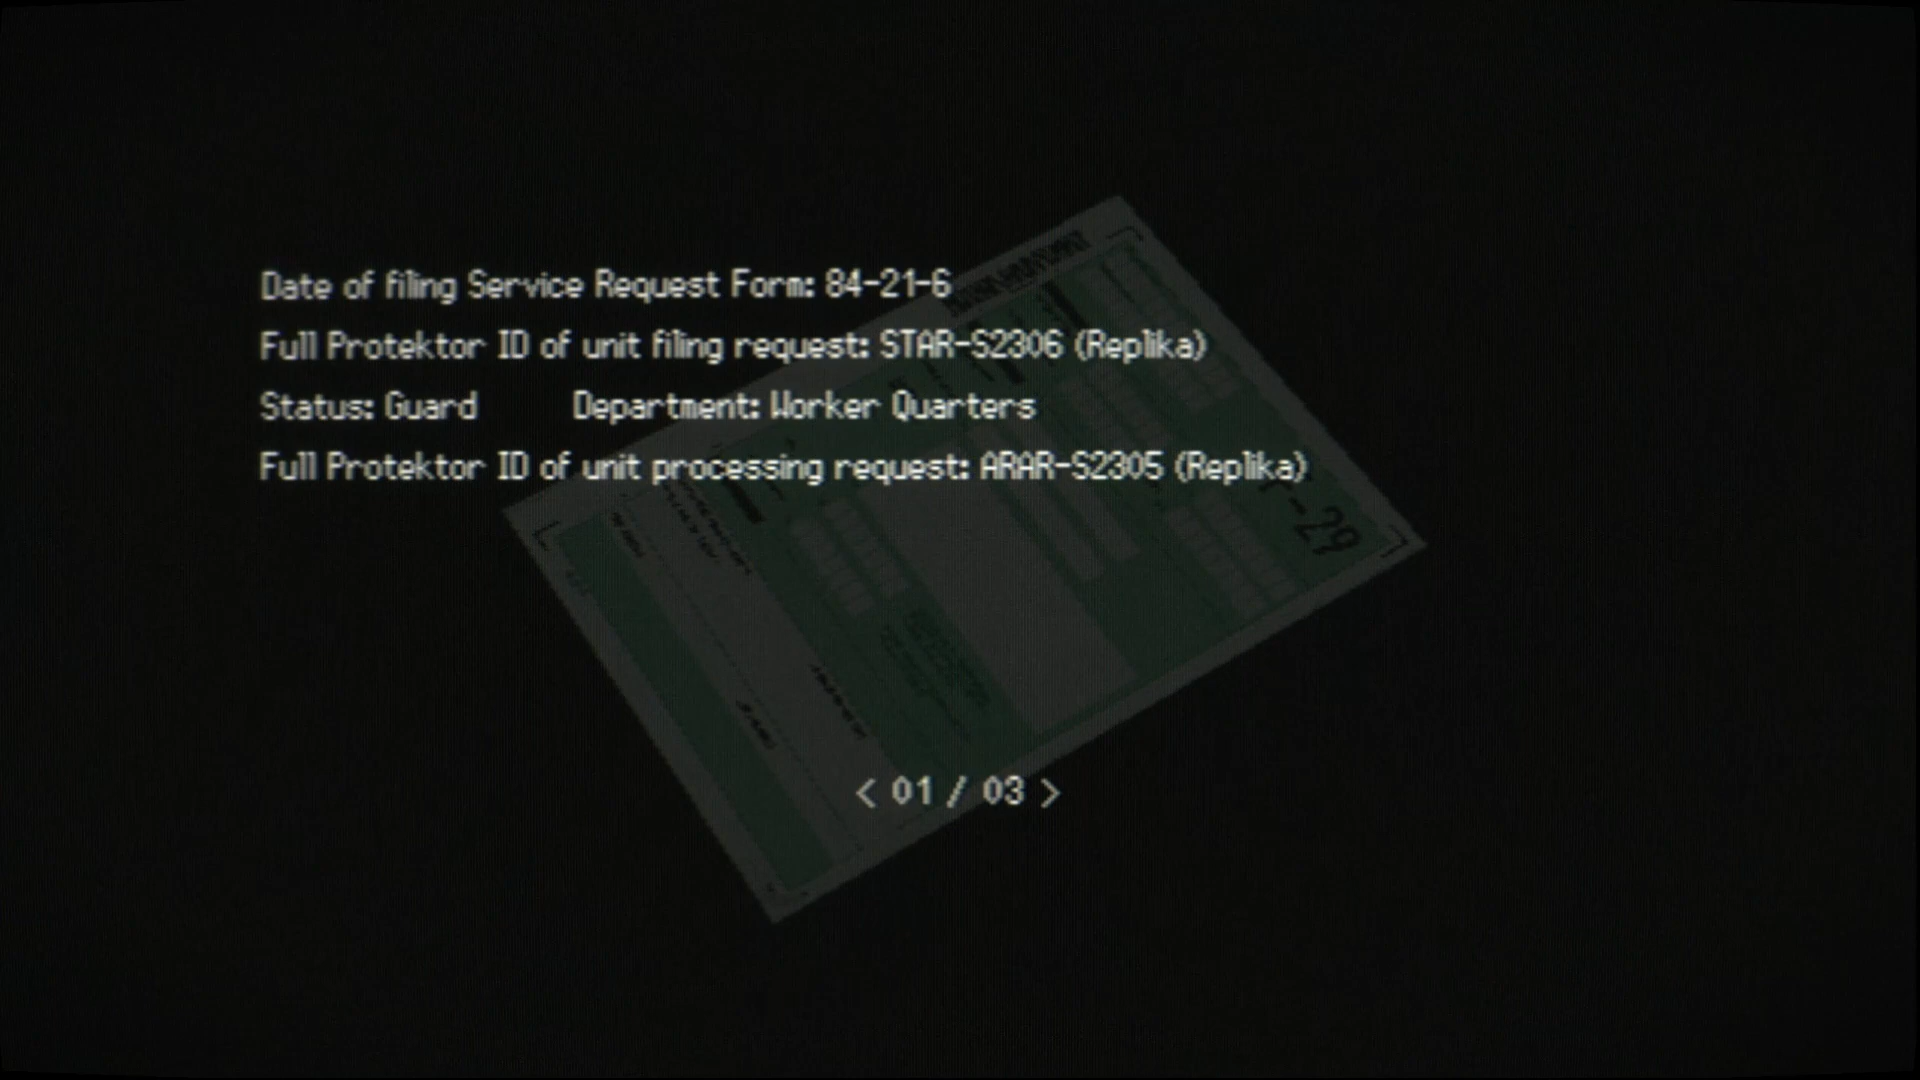 Date of filing Service Request Form: 84-21-6
Full Protektor ID of unit filing request: STAR-S2306 (Replika)
Status: Guard Department: Worker Quarters
Full Protektor ID of unit processing request: ARAR-S2305 (Replika)
-29
< 01 / 03 >